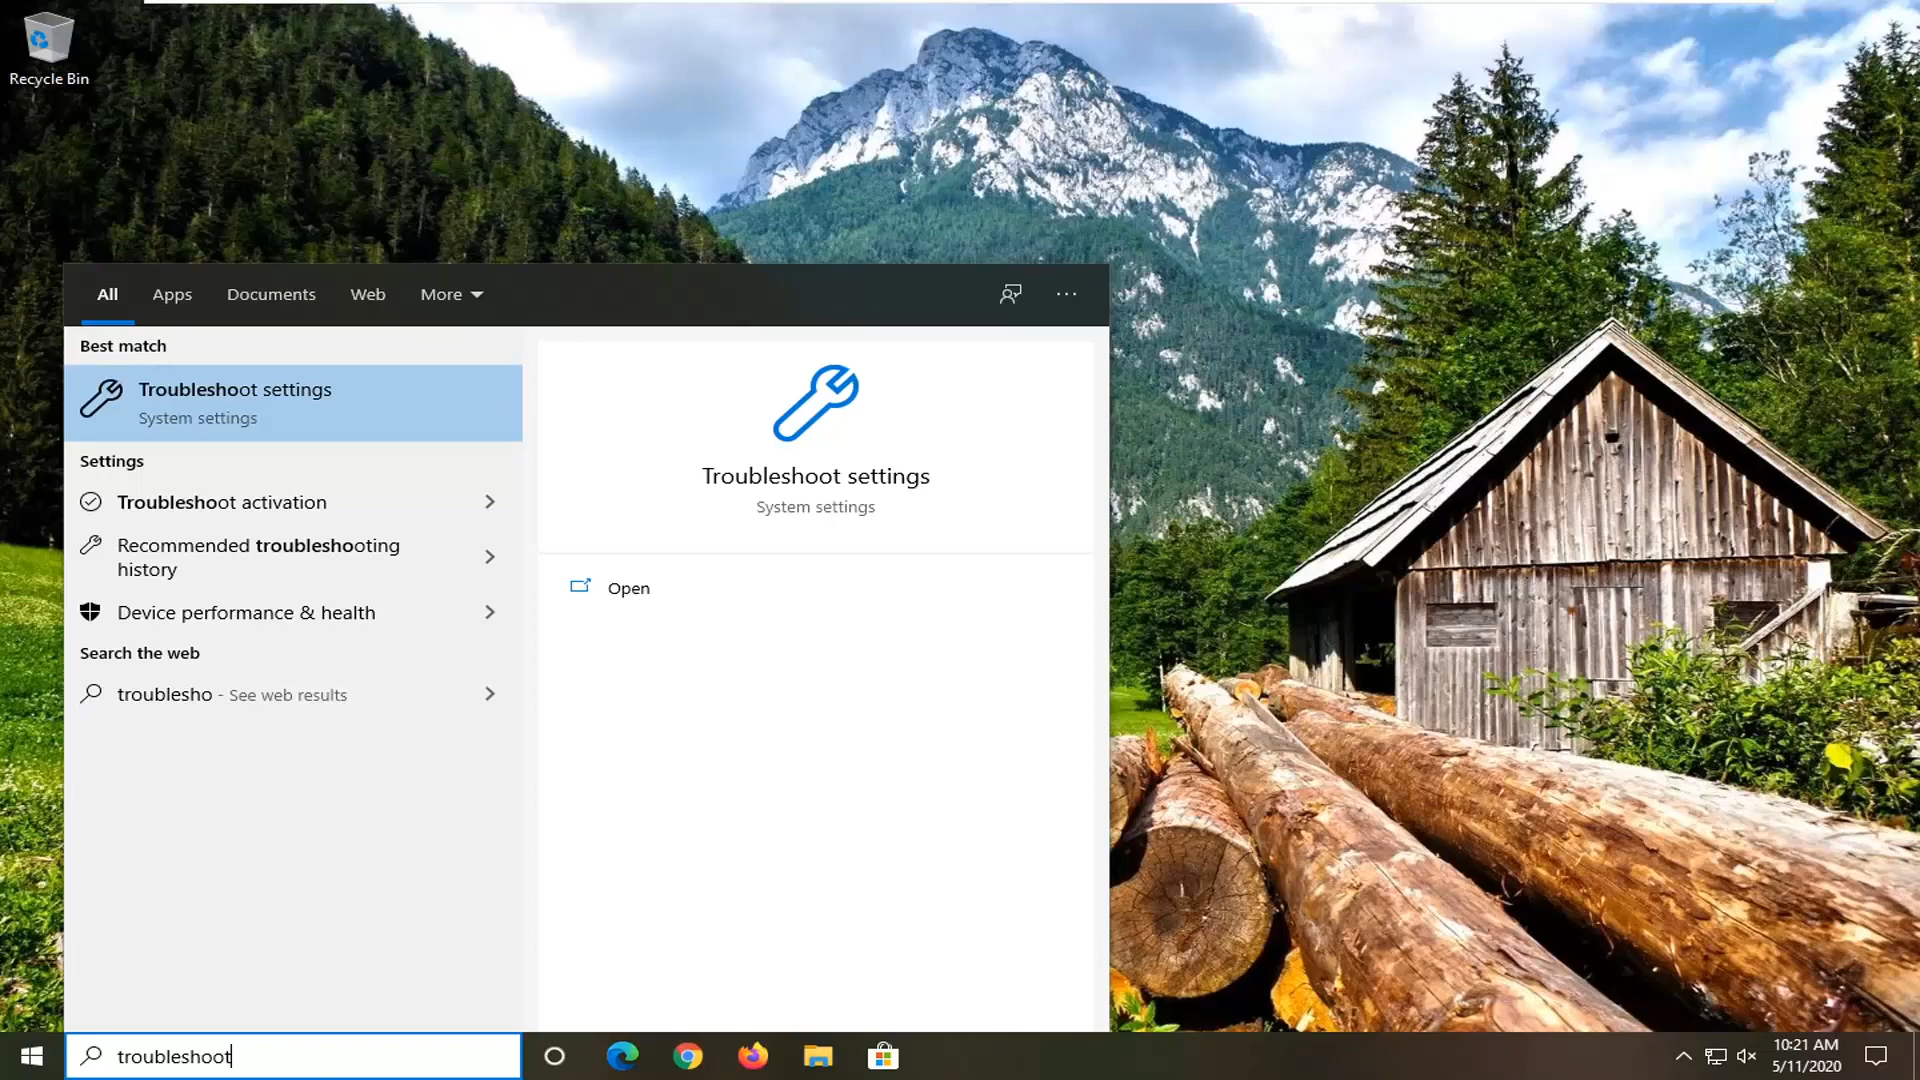 Recycle Bin
All Apps Documents Web More
Best match
Troubleshoot settings
System settings
Settings
Troubleshoot activation
Recommended troubleshooting
history
Device performance & health
Search the web
troublesho - See web results
Troubleshoot settings
System settings
Open
troubleshoot
10:21 AM
5/11/2020